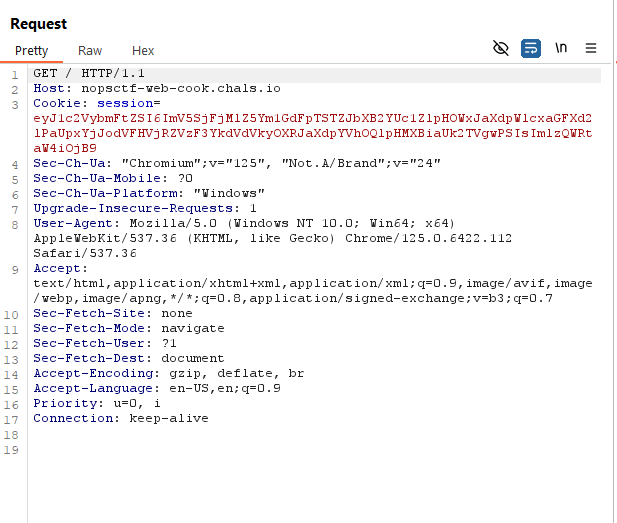 Request
Pretty Raw Hex \n
1 GET / HTTP/1.1
2 Host: nopsctf-web-cook.chals.io
3 Cookie: session=
eyJ1c2VybmFtZSI6ImV5SjFjMlZ5Ym1GdFpTSTZJbXB2YUc1ZlpHOWxJaXdpWlcxaGFXd2
lPaUpxYjJodVFHVjRZVzF3YkdVdVkyOXRJaXdpYVhOQlpHMXBiaUk2TVgwPSIsImlzQWRt
aW4iOjB9
4 Sec-Ch-Ua: "Chromium";v="125", "Not.A/Brand";v="24"
5 Sec-Ch-Ua-Mobile: ?0
6 Sec-Ch-Ua-Platform: "Windows"
7 Upgrade-Insecure-Requests: 1
8 User-Agent: Mozilla/5.0 (Windows NT 10.0; Win64; x64)
AppleWebKit/537.36 (KHTML, like Gecko) Chrome/125.0.6422.112
Safari/537.36
9 Accept:
text/html,application/xhtml+xml,application/xml;q=0.9,image/avif,image
/webp,image/apng,*/*;q=0.8,application/signed-exchange;v=b3;q=0.7
10 Sec-Fetch-Site: none
11 Sec-Fetch-Mode: navigate
12 Sec-Fetch-User: ?1
13 Sec-Fetch-Dest: document
14 Accept-Encoding: gzip, deflate, br
15 Accept-Language: en-US,en;q=0.9
16 Priority: u=0, i
17 Connection: keep-alive
18
19